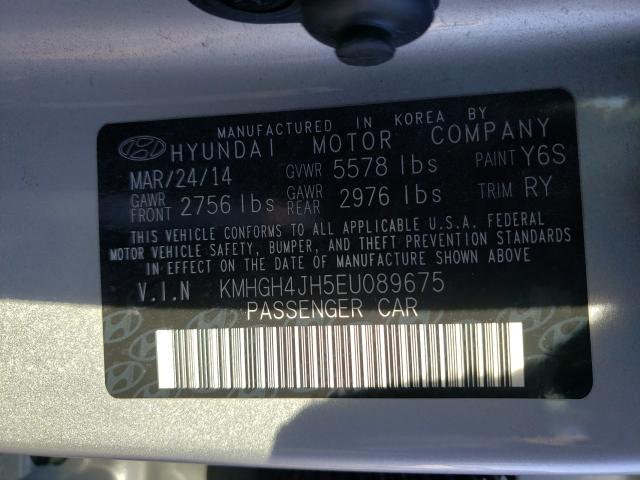 MANUFACTURED IN KOREA BY
HYUNDAI MOTOR COMPANY
MAR/24/14 GVWR 5578 lbs PAINT Y6S
GAWR FRONT 2756 lbs GAWR REAR 2976 lbs TRIM RY
THIS VEHICLE CONFORMS TO ALL APPLICABLE U.S.A. FEDERAL
MOTOR VEHICLE SAFETY, BUMPER, AND THEFT PREVENTION STANDARDS
IN EFFECT ON THE DATE OF MANUFACTURE SHOWN ABOVE
V.I.N KMHGH4JH5EU089675
PASSENGER CAR